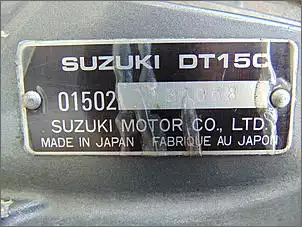 SUZUKI DT15C
01502
SUZUKI MOTOR CO., LTD.
MADE IN JAPAN FABRIQUE AU JAPON